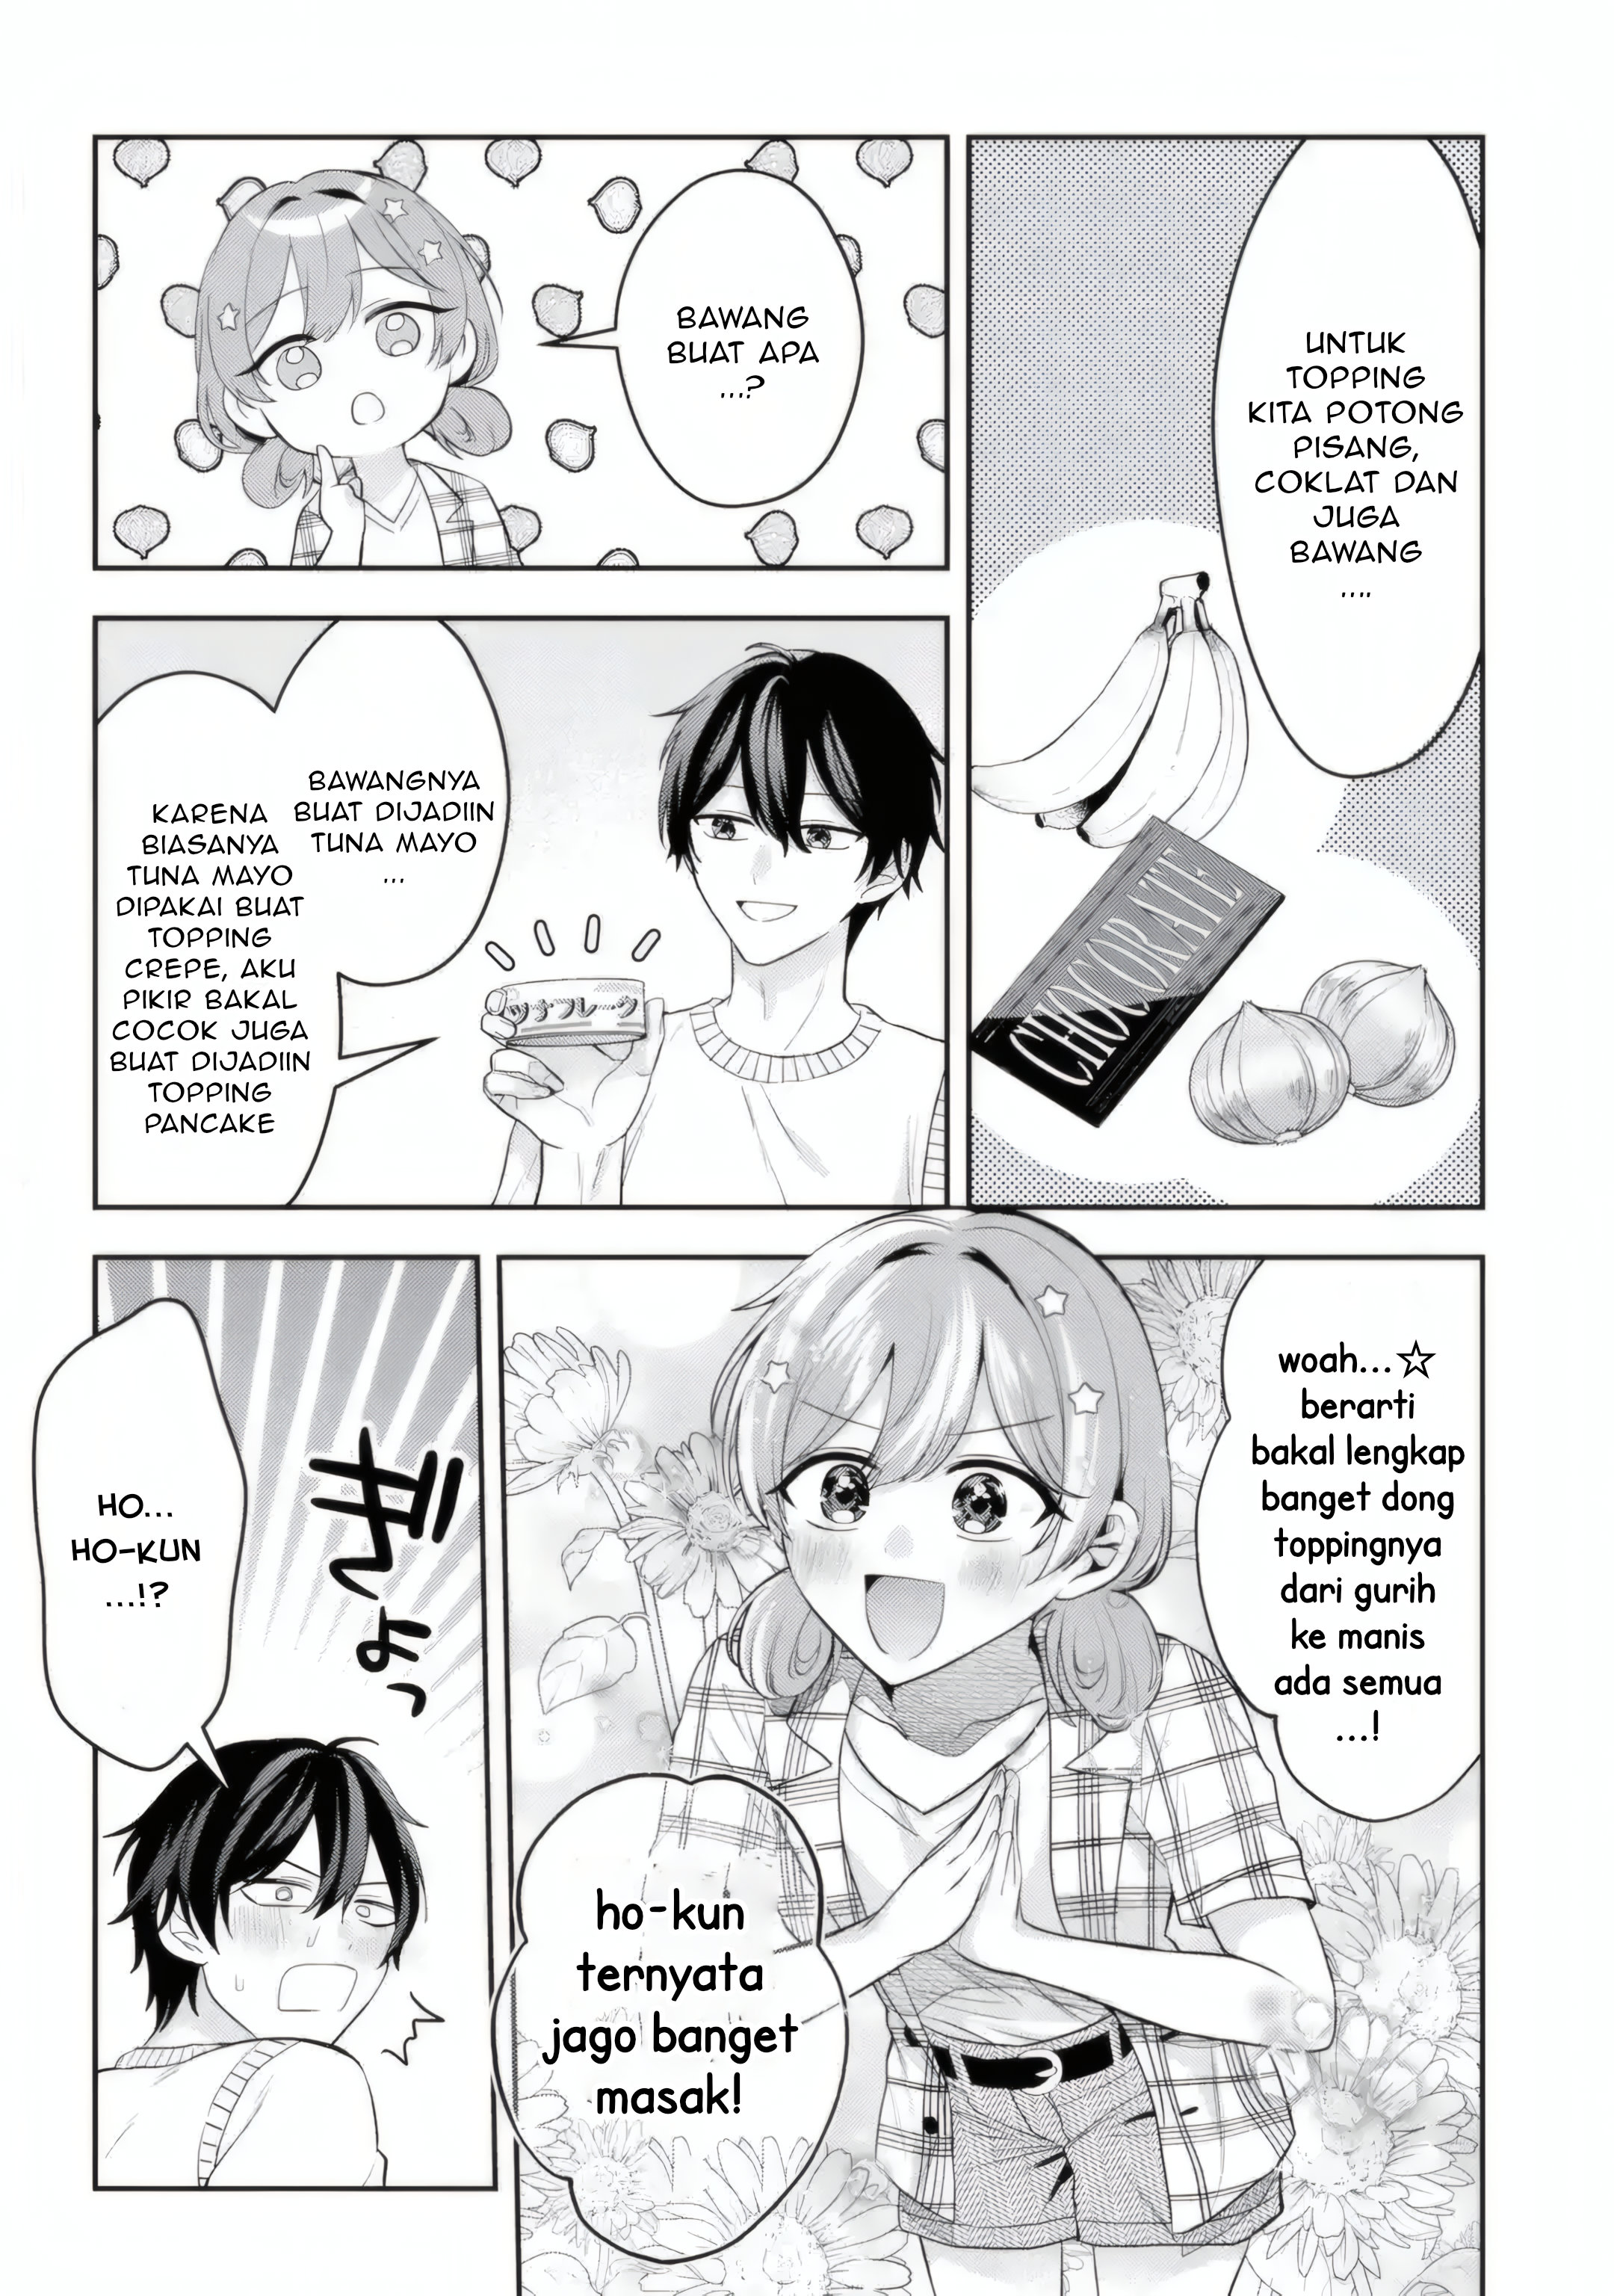 UNTUK
TOPPING
KITA POTONG
PISANG,
COKLAT DAN
JUGA
BAWANG
....
CHOCORATE
BAWANG
BUAT APA
...?
BAWANGNYA
BUAT DIJADIIN
TUNA MAYO
...
KARENA
BIASANYA
TUNA MAYO
DIPAKAI BUAT
TOPPING
CREPE, AKU
PIKIR BAKAL
COCOK JUGA
BUAT DIJADIIN
TOPPING
PANCAKE
ツナフレーク
woah...☆
berarti
bakal lengkap
banget dong
toppingnya
dari gurih
ke manis
ada semua
...!
ho-kun
ternyata
jago banget
masak!
HO...
HO-KUN
...!?
ぎょっ